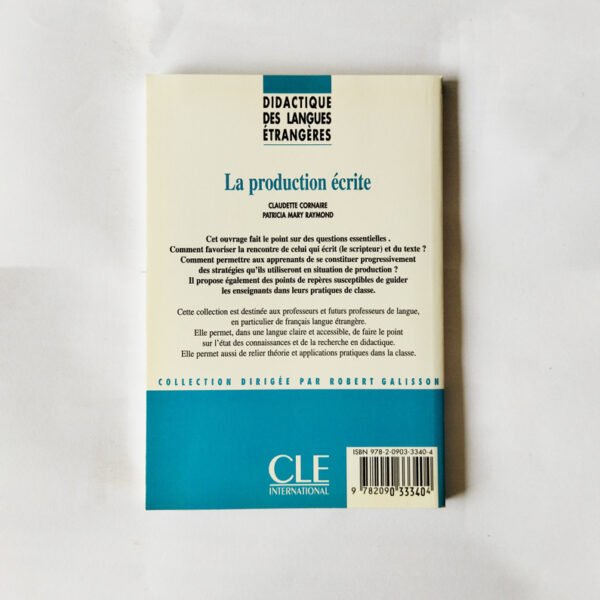 DIDACTIQUE
DES LANGUES
ÉTRANGÈRES
La production écrite
CLAUDETTE CORNAIRE
PATRICIA MARY RAYMOND
Cet ouvrage fait le point sur des questions essentielles .
Comment favoriser la rencontre de celui qui écrit (le scripteur) et du texte ?
Comment permettre aux apprenants de se constituer progressivement
des stratégies qu'ils utiliseront en situation de production ?
Il propose également des points de repères susceptibles de guider
les enseignants dans leurs pratiques de classe.
Cette collection est destinée aux professeurs et futurs professeurs de langue,
en particulier de français langue étrangère.
Elle permet, dans une langue claire et accessible, de faire le point
sur l'état des connaissances et de la recherche en didactique.
Elle permet aussi de relier théorie et applications pratiques dans la classe.
COLLECTION DIRIGÉE PAR ROBERT GALISSON
CLE
INTERNATIONAL
ISBN 978-2-0903-3340-4
9 782090 333404